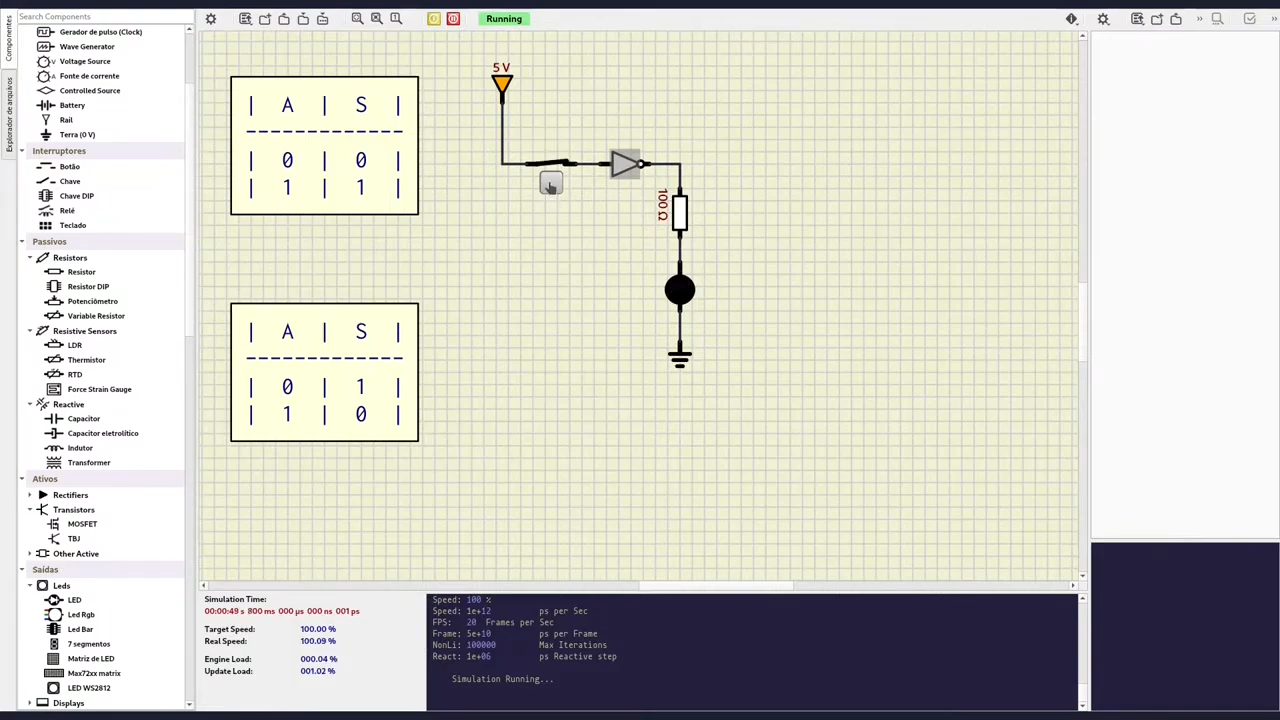 Componentes
Explorador de arquivos
Search Components
Gerador de pulso (Clock)
Wave Generator
Voltage Source
Fonte de corrente
Controlled Source
Battery
Rail
Terra (0 V)
Interruptores
Botão
Chave
Chave DIP
Relé
Teclado
Passivos
Resistors
Resistor
Resistor DIP
Potenciômetro
Variable Resistor
Resistive Sensors
LDR
Thermistor
RTD
Force Strain Gauge
Reactive
Capacitor
Capacitor eletrolítico
Indutor
Transformer
Ativos
Rectifiers
Transistors
MOSFET
TBJ
Other Active
Saídas
Leds
LED
Led Rgb
Led Bar
7 segmentos
Matriz de LED
Max72xx matrix
LED WS2812
Displays
Running
| A | S |
-----------------
| 0 | 0 |
| 1 | 1 |
| A | S |
-----------------
| 0 | 1 |
| 1 | 0 |
5 V
100 Ω
Simulation Time:
00:00:49 s 800 ms 000 µs 000 ns 001 ps
Target Speed: 100.00 %
Real Speed: 100.09 %
Engine Load: 000.04 %
Update Load: 001.02 %
Speed: 100 %
Speed: 1e+12 ps per Sec
FPS: 20 Frames per Sec
Frame: 5e+10 ps per Frame
NonLi: 100000 Max Iterations
React: 1e+06 ps Reactive step
Simulation Running...